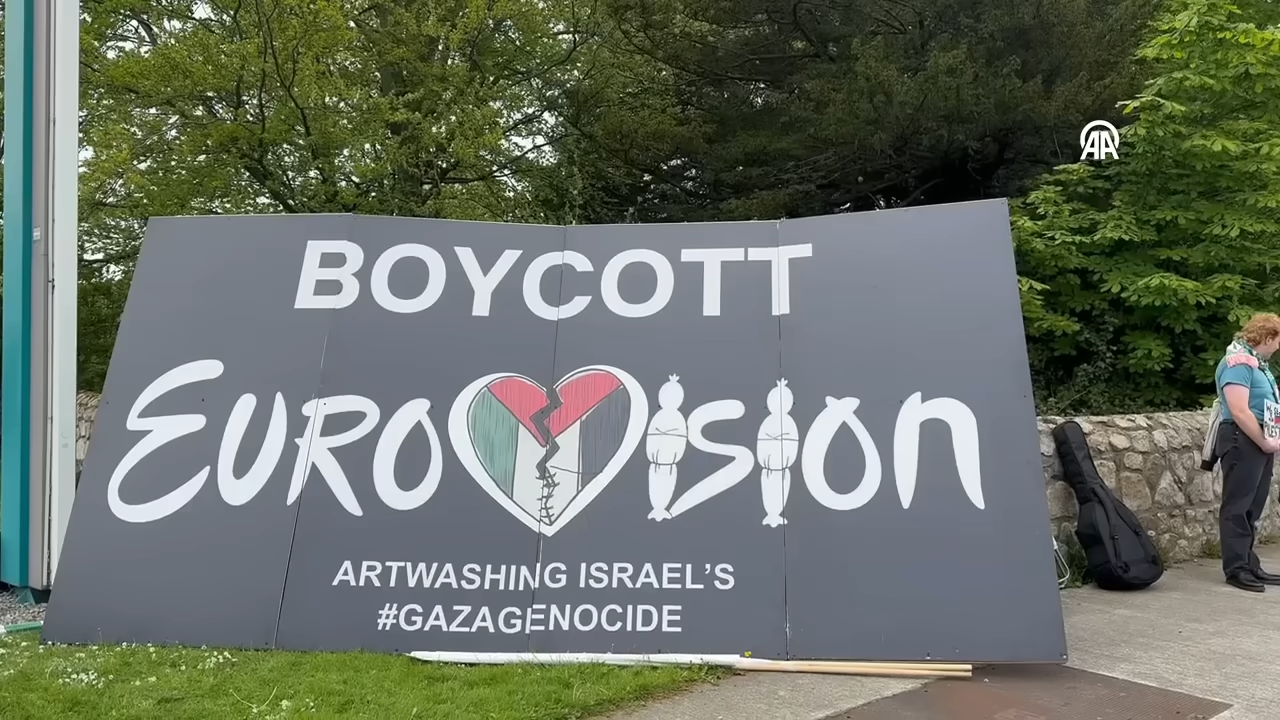 AA
BOYCOTT
EUROVISION
ARTWASHING ISRAEL'S
#GAZAGENOCIDE